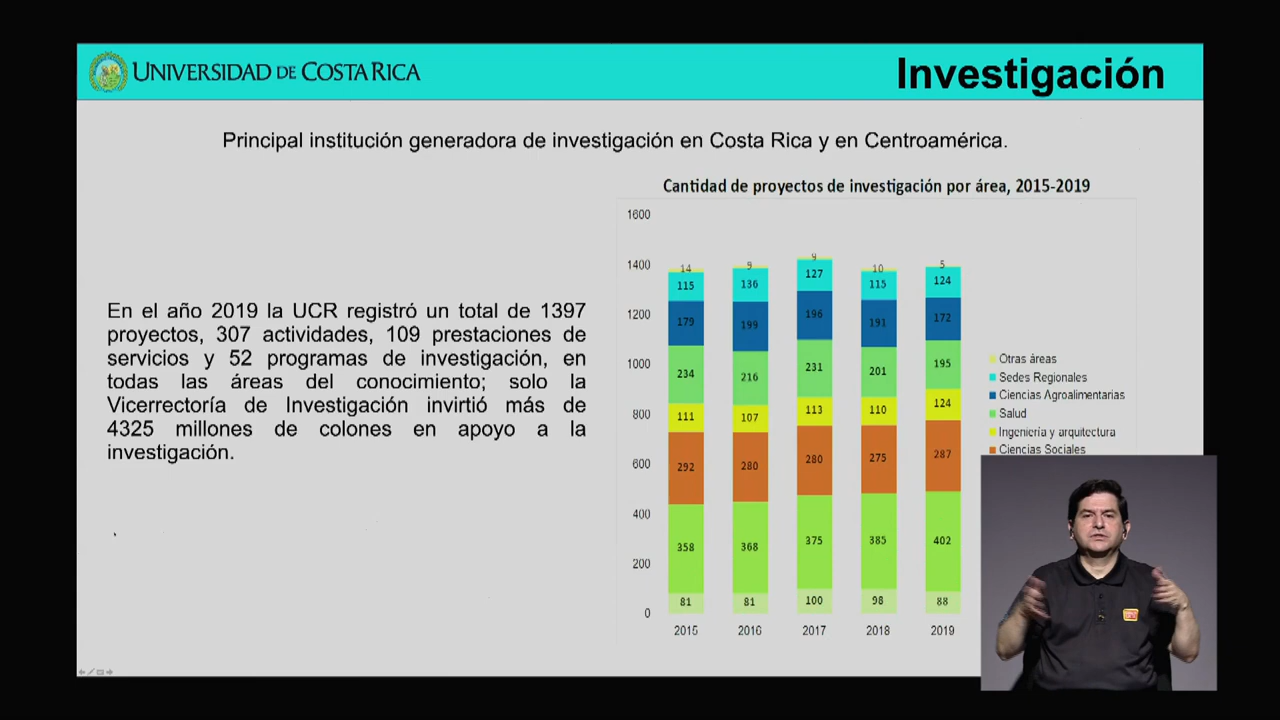 UNIVERSIDAD DE COSTA RICA
Investigación
Principal institución generadora de investigación en Costa Rica y en Centroamérica.
En el año 2019 la UCR registró un total de 1397
proyectos, 307 actividades, 109 prestaciones de
servicios y 52 programas de investigación, en
todas las áreas del conocimiento; solo la
Vicerrectoría de Investigación invirtió más de
4325 millones de colones en apoyo a la
investigación.
Cantidad de proyectos de investigación por área, 2015-2019
1600
1400
1200
1000
800
600
400
200
0
14 9 9 10 5
115 136 127 115 124
179 199 196 191 172
234 216 231 201 195
111 107 113 110 124
292 280 280 275 287
358 368 375 385 402
81 81 100 98 88
2015 2016 2017 2018 2019
Otras áreas
Sedes Regionales
Ciencias Agroalimentarias
Salud
Ingeniería y arquitectura
Ciencias Sociales